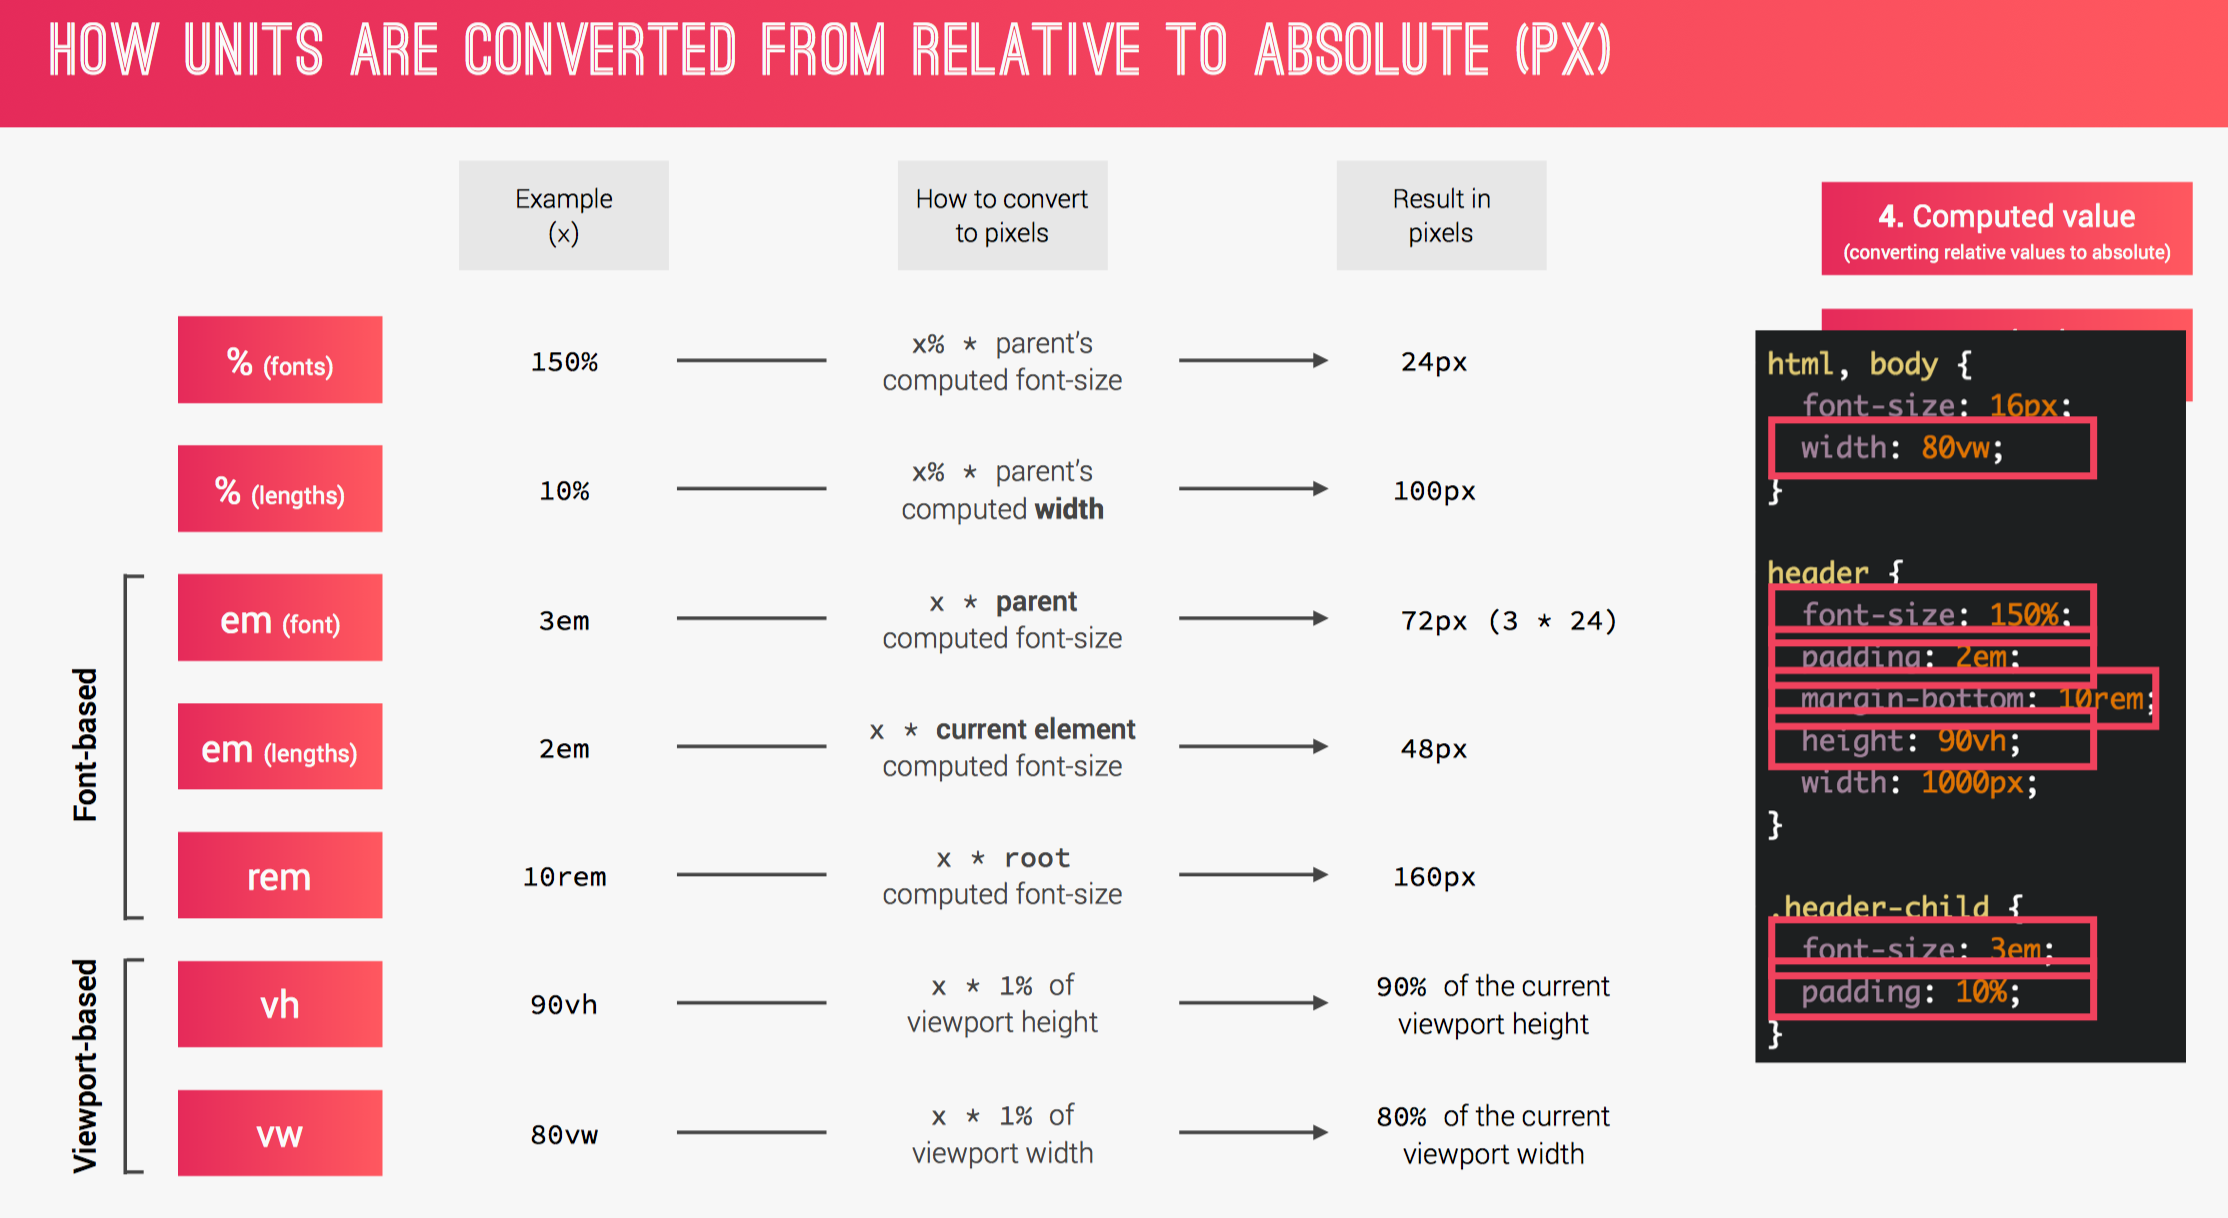 HOW UNITS ARE CONVERTED FROM RELATIVE TO ABSOLUTE (PX)
Example
(x)
How to convert
to pixels
Result in
pixels
4. Computed value
(converting relative values to absolute)
% (fonts)
150%
x% * parent’s
computed font-size
24px
% (lengths)
10%
x% * parent’s
computed width
100px
Font-based
em (font)
3em
x * parent
computed font-size
72px (3 * 24)
em (lengths)
2em
x * current element
computed font-size
48px
rem
10rem
x * root
computed font-size
160px
Viewport-based
vh
90vh
x * 1% of
viewport height
90% of the current
viewport height
vw
80vw
x * 1% of
viewport width
80% of the current
viewport width
html, body {
font-size: 16px;
width: 80vw;
}
header {
font-size: 150%;
padding: 2em;
margin-bottom: 10rem;
height: 90vh;
width: 1000px;
}
.header-child {
font-size: 3em;
padding: 10%;
}